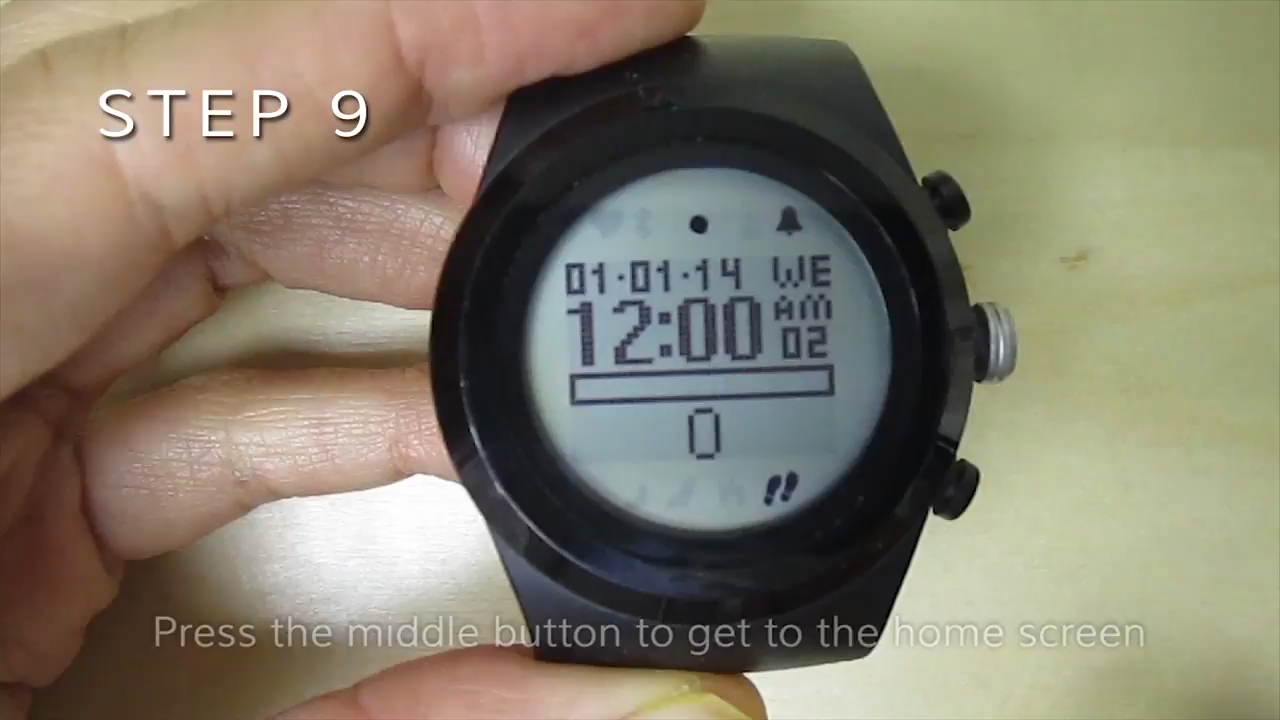 STEP 9
01·01·14 WE
12:00 AM
02
0
Press the middle button to get to the home screen